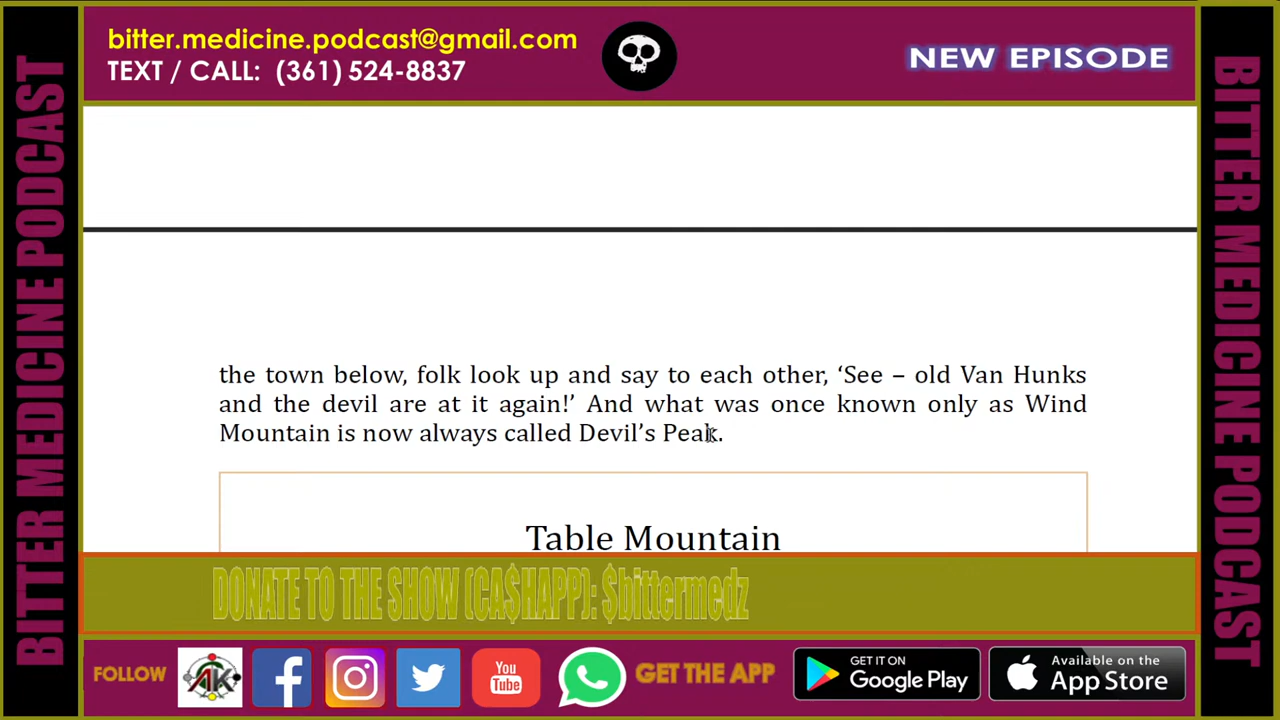 bitter.medicine.podcast@gmail.com
TEXT / CALL: (361) 524-8837
NEW EPISODE
BITTER MEDICINE PODCAST
BITTER MEDICINE PODCAST
the town below, folk look up and say to each other, ‘See – old Van Hunks
and the devil are at it again!’ And what was once known only as Wind
Mountain is now always called Devil’s Peak.
Table Mountain
DONATE TO THE SHOW (CA$HAPP): $bittermedz
FOLLOW
ATK
You
Tube
GET THE APP
GET IT ON
Google Play
Available on the
App Store